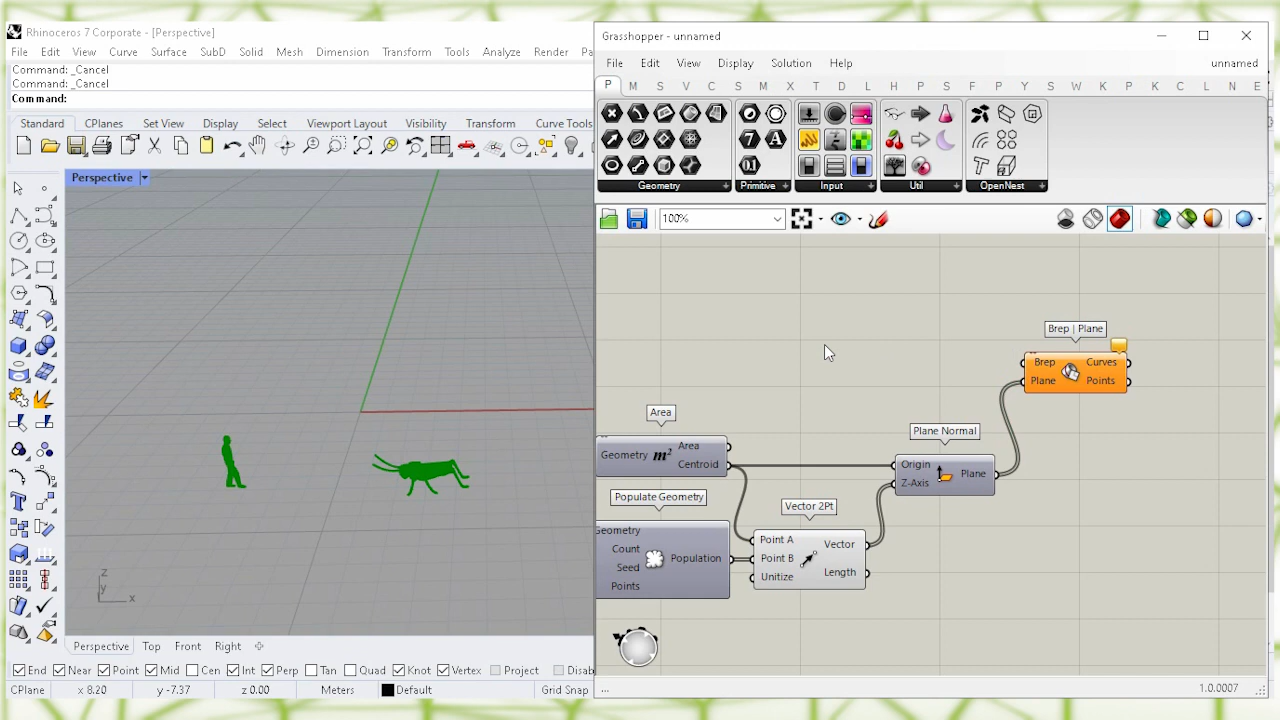 Rhinoceros 7 Corporate - [Perspective]
File Edit View Curve Surface SubD Solid Mesh Dimension Transform Tools Analyze Render Pa
Command: _Cancel
Command: _Cancel
Command:
Standard CPlanes Set View Display Select Viewport Layout Visibility Transform Curve Tools
Perspective
z
y
x
Perspective Top Front Right
End Near Point Mid Cen Int Perp Tan Quad Knot Vertex Project Disab
CPlane x 8.20 y -7.37 z 0.00 Meters Default Grid Snap
Grasshopper - unnamed
File Edit View Display Solution Help unnamed
P M S V C S M X T D L H P U A F P Y S W K P K C L N E
Geometry Primitive Input Util OpenNest
100%
Brep | Plane
Brep Curves
Plane Points
Area
Plane Normal
Geometry m² Area
Centroid
Origin Plane
Z-Axis
Populate Geometry
Vector 2Pt
Geometry
Count
Seed Population
Points
Point A Vector
Point B
Unitize Length
... 1.0.0007